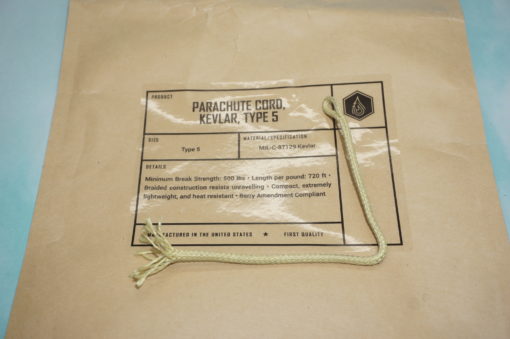 PRODUCT
PARACHUTE CORD,
KEVLAR, TYPE 5
SIZE
Type 5
MATERIAL/SPECIFICATION
MIL-C-87129 Kevlar
DETAILS
Minimum Break Strength: 500 lbs • Length per pound: 720 ft •
Braided construction resists unravelling • Compact, extremely
lightweight, and heat resistant • Berry Amendment Compliant
MANUFACTURED IN THE UNITED STATES ★ FIRST QUALITY